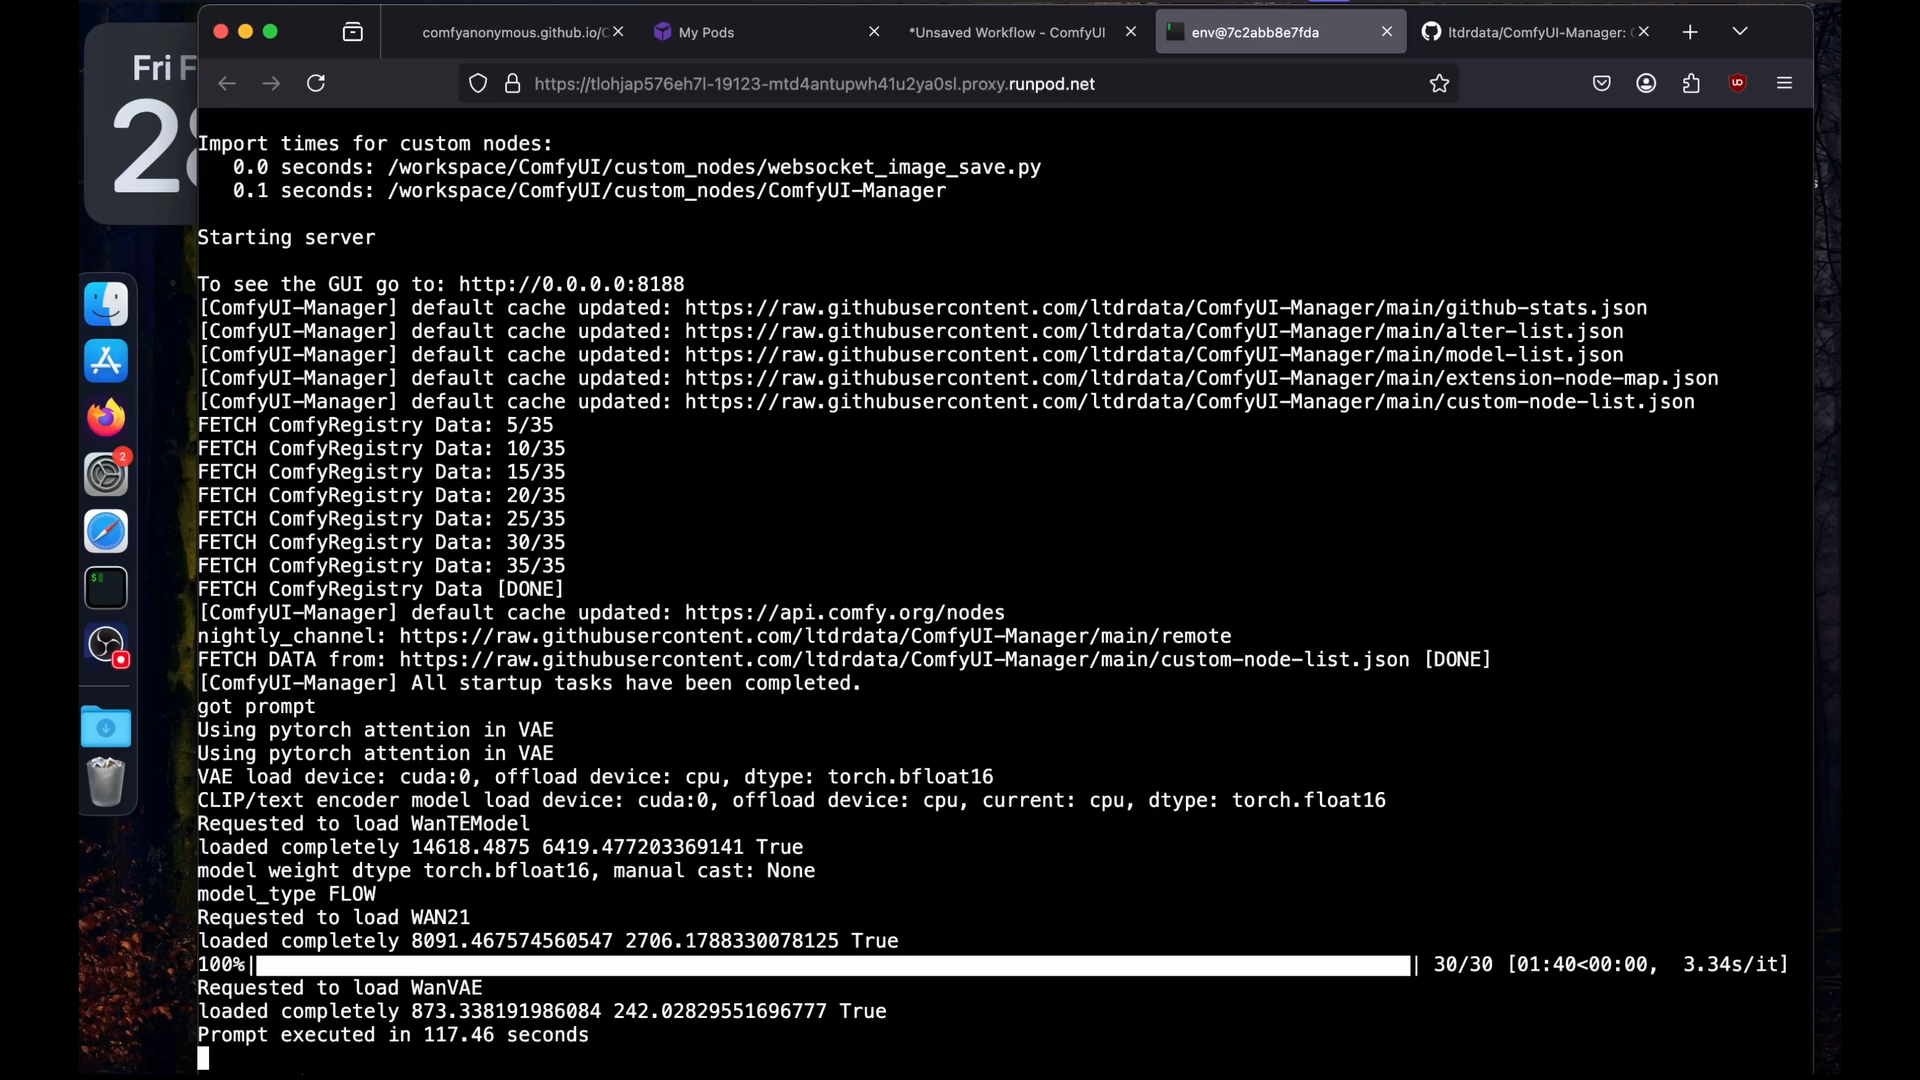 Fri F
28
comfyanonymous.github.io/C
My Pods
*Unsaved Workflow - ComfyUI
env@7c2abb8e7fda
ltdrdata/ComfyUI-Manager: C
https://tlohjap576eh7l-19123-mtd4antupwh41u2ya0sl.proxy.runpod.net
Import times for custom nodes:
0.0 seconds: /workspace/ComfyUI/custom_nodes/websocket_image_save.py
0.1 seconds: /workspace/ComfyUI/custom_nodes/ComfyUI-Manager
Starting server
To see the GUI go to: http://0.0.0.0:8188
[ComfyUI-Manager] default cache updated: https://raw.githubusercontent.com/ltdrdata/ComfyUI-Manager/main/github-stats.json
[ComfyUI-Manager] default cache updated: https://raw.githubusercontent.com/ltdrdata/ComfyUI-Manager/main/alter-list.json
[ComfyUI-Manager] default cache updated: https://raw.githubusercontent.com/ltdrdata/ComfyUI-Manager/main/model-list.json
[ComfyUI-Manager] default cache updated: https://raw.githubusercontent.com/ltdrdata/ComfyUI-Manager/main/extension-node-map.json
[ComfyUI-Manager] default cache updated: https://raw.githubusercontent.com/ltdrdata/ComfyUI-Manager/main/custom-node-list.json
FETCH ComfyRegistry Data: 5/35
FETCH ComfyRegistry Data: 10/35
FETCH ComfyRegistry Data: 15/35
FETCH ComfyRegistry Data: 20/35
FETCH ComfyRegistry Data: 25/35
FETCH ComfyRegistry Data: 30/35
FETCH ComfyRegistry Data: 35/35
FETCH ComfyRegistry Data [DONE]
[ComfyUI-Manager] default cache updated: https://api.comfy.org/nodes
nightly_channel: https://raw.githubusercontent.com/ltdrdata/ComfyUI-Manager/main/remote
FETCH DATA from: https://raw.githubusercontent.com/ltdrdata/ComfyUI-Manager/main/custom-node-list.json [DONE]
[ComfyUI-Manager] All startup tasks have been completed.
got prompt
Using pytorch attention in VAE
Using pytorch attention in VAE
VAE load device: cuda:0, offload device: cpu, dtype: torch.bfloat16
CLIP/text encoder model load device: cuda:0, offload device: cpu, current: cpu, dtype: torch.float16
Requested to load WanTEModel
loaded completely 14618.4875 6419.477203369141 True
model weight dtype torch.bfloat16, manual cast: None
model_type FLOW
Requested to load WAN21
loaded completely 8091.467574560547 2706.1788330078125 True
100%| | 30/30 [01:40<00:00, 3.34s/it]
Requested to load WanVAE
loaded completely 873.338191986084 242.02829551696777 True
Prompt executed in 117.46 seconds
2